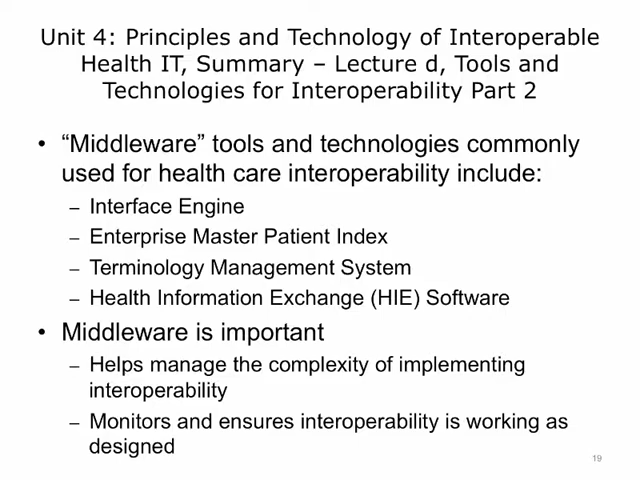 Unit 4: Principles and Technology of Interoperable
Health IT, Summary – Lecture d, Tools and
Technologies for Interoperability Part 2
• “Middleware” tools and technologies commonly
used for health care interoperability include:
– Interface Engine
– Enterprise Master Patient Index
– Terminology Management System
– Health Information Exchange (HIE) Software
• Middleware is important
– Helps manage the complexity of implementing
interoperability
– Monitors and ensures interoperability is working as
designed
19